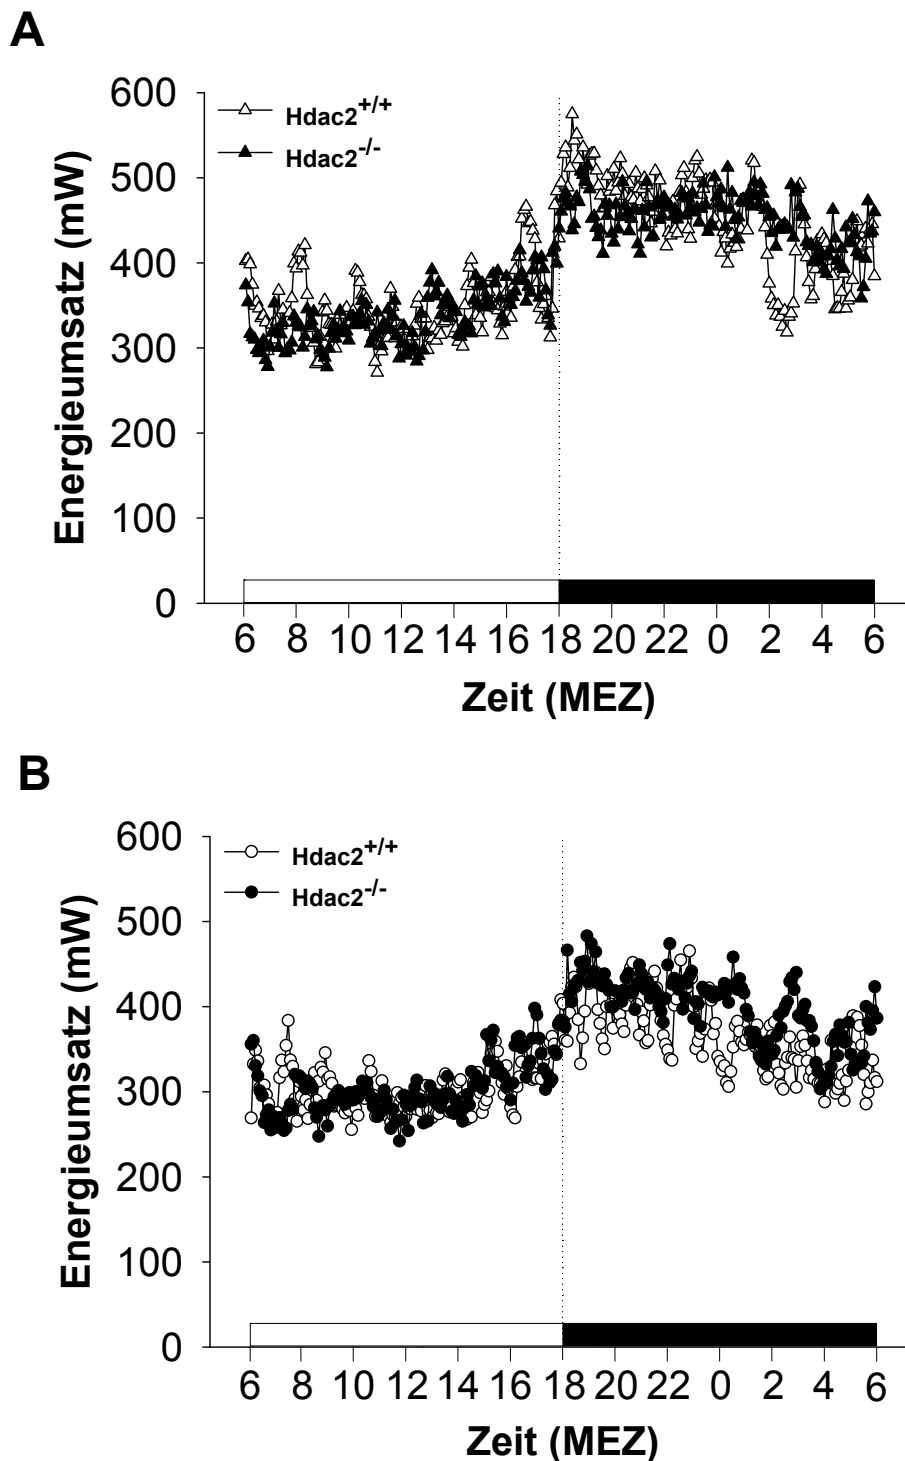 A
600
500
400
300
200
100
0
Energieumsatz (mW)
Hdac2+/+
Hdac2-/-
6 8 10 12 14 16 18 20 22 0 2 4 6
Zeit (MEZ)
B
600
500
400
300
200
100
0
Energieumsatz (mW)
Hdac2+/+
Hdac2-/-
6 8 10 12 14 16 18 20 22 0 2 4 6
Zeit (MEZ)